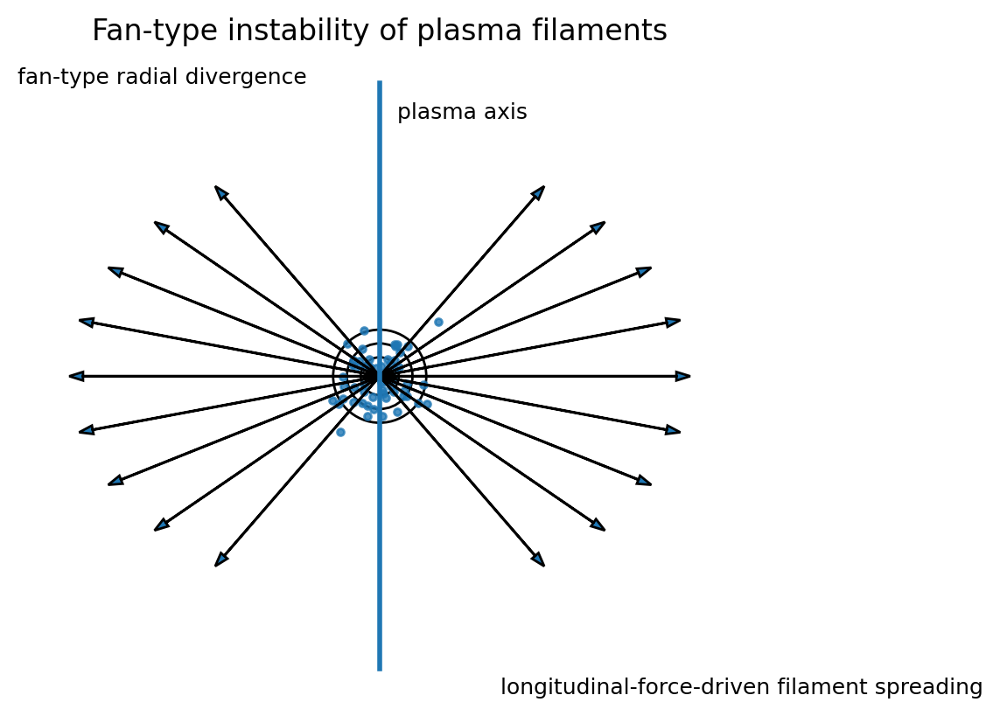 Fan-type instability of plasma filaments
fan-type radial divergence
plasma axis
longitudinal-force-driven filament spreading